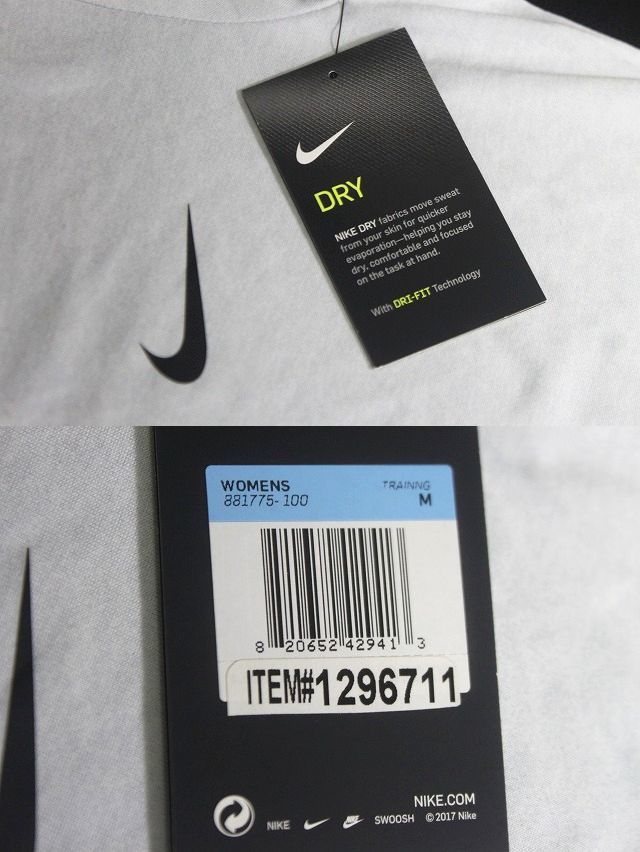 DRY
NIKE DRY fabrics move sweat
from your skin for quicker
evaporation—helping you stay
dry, comfortable and focused
on the task at hand.
With DRI-FIT Technology
WOMENS
TRAINNG
881775-100
M
8 20652 42941 3
ITEM#1296711
NIKE.COM
NIKE SWOOSH © 2017 Nike